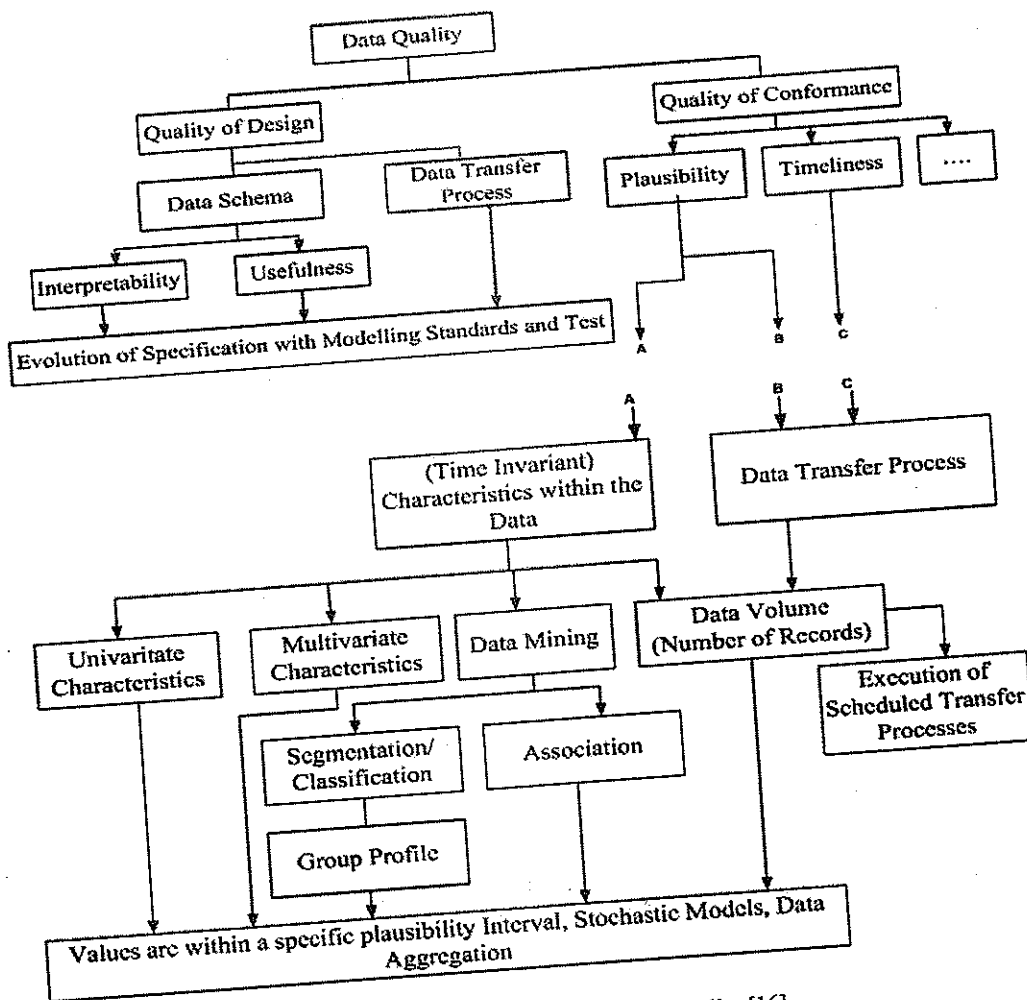 Data Quality
Quality of Design
Quality of Conformance
Data Schema
Data Transfer
Process
Plausibility
Timeliness
....
Interpretability
Usefulness
Evolution of Specification with Modelling Standards and Test
A
B
C
A
B
C
(Time Invariant)
Characteristics within the
Data
Data Transfer Process
Univaritate
Characteristics
Multivariate
Characteristics
Data Mining
Data Volume
(Number of Records)
Execution of
Scheduled Transfer
Processes
Segmentation/
Classification
Association
Group Profile
Values are within a specific plausibility Interval, Stochastic Models, Data
Aggregation